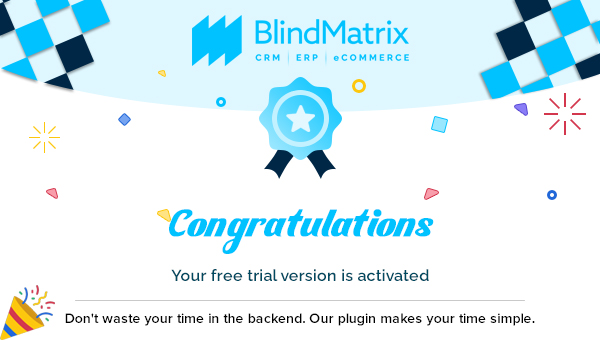 BlindMatrix
CRM | ERP | eCOMMERCE
Congratulations
Your free trial version is activated
Don't waste your time in the backend. Our plugin makes your time simple.